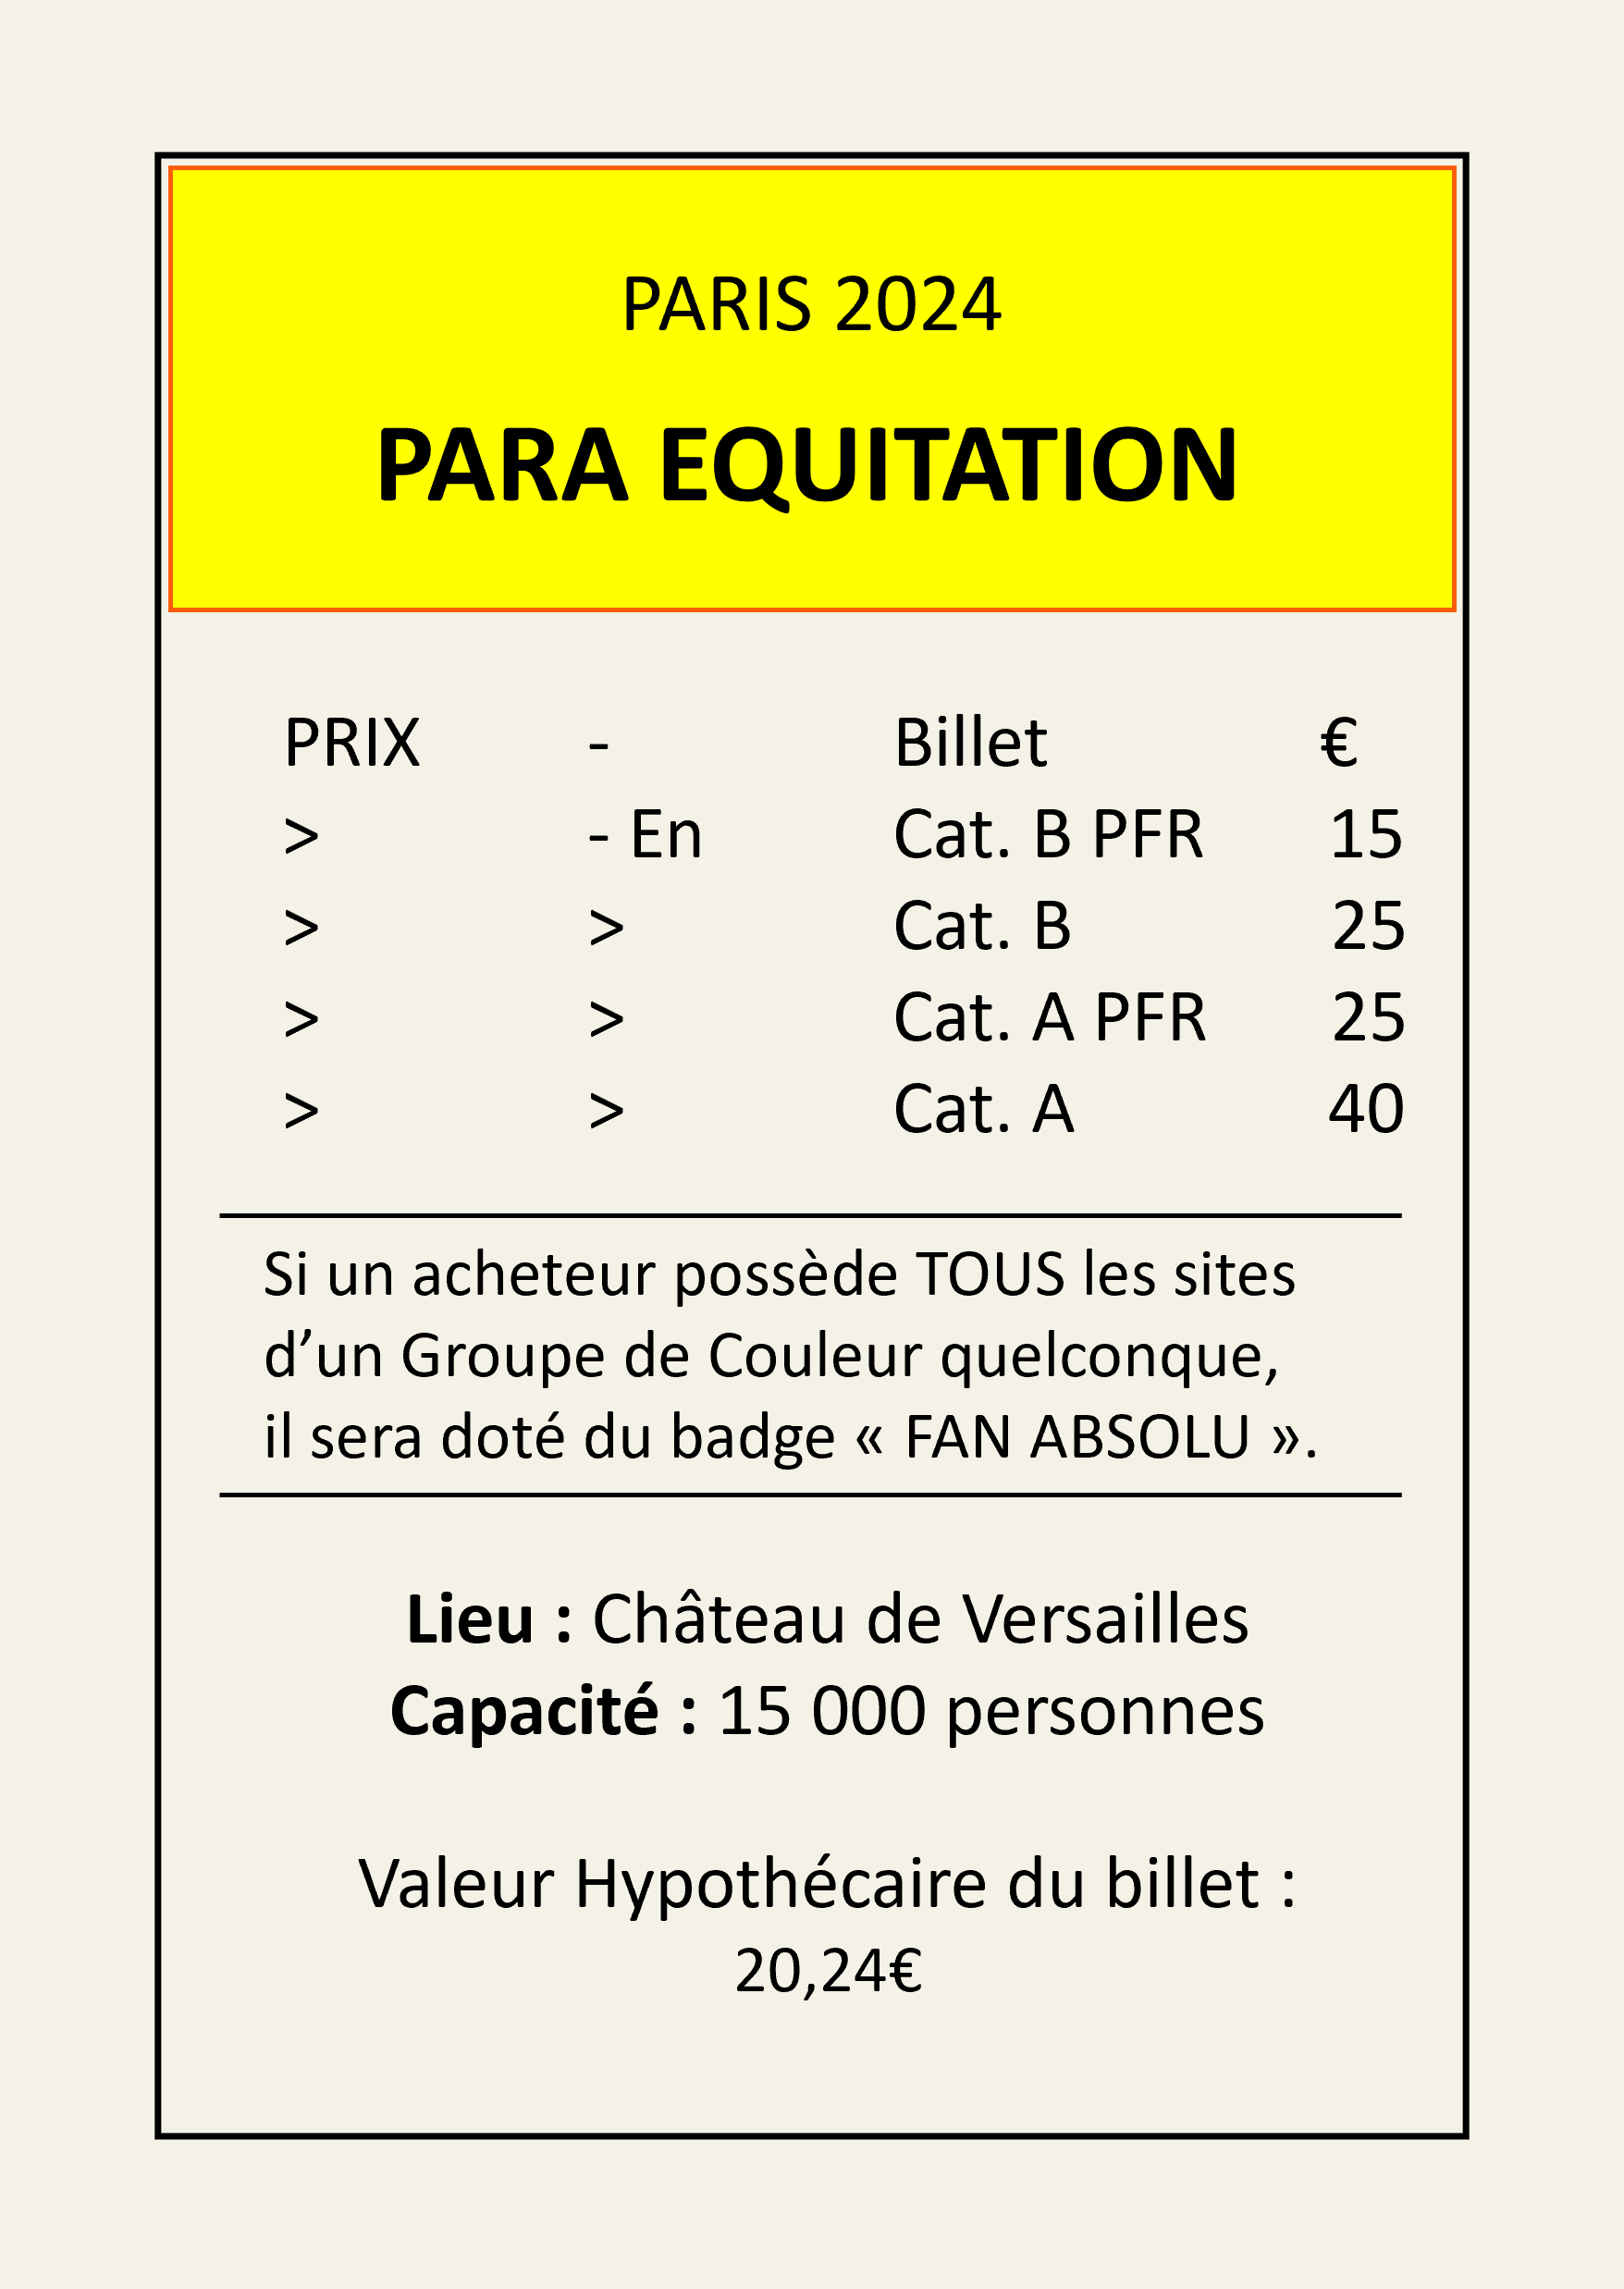 PARIS 2024
PARA EQUITATION
PRIX - Billet €
> - En Cat. B PFR 15
> > Cat. B 25
> > Cat. A PFR 25
> > Cat. A 40
Si un acheteur possède TOUS les sites
d’un Groupe de Couleur quelconque,
il sera doté du badge « FAN ABSOLU ».
Lieu : Château de Versailles
Capacité : 15 000 personnes
Valeur Hypothécaire du billet :
20,24€